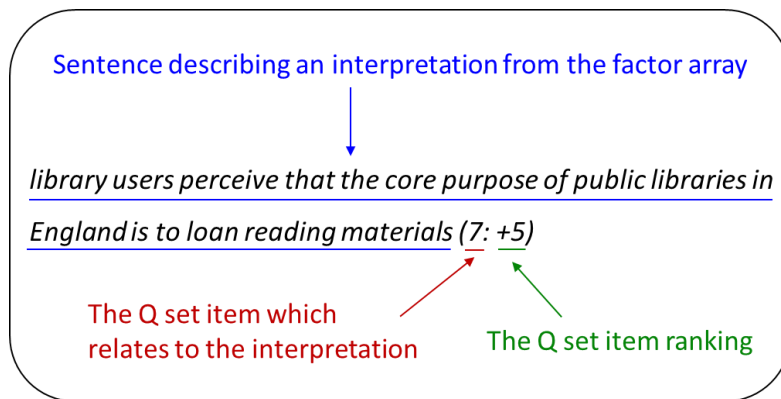 Sentence describing an interpretation from the factor array
library users perceive that the core purpose of public libraries in
England is to loan reading materials (7: +5)
The Q set item which
relates to the interpretation
The Q set item ranking